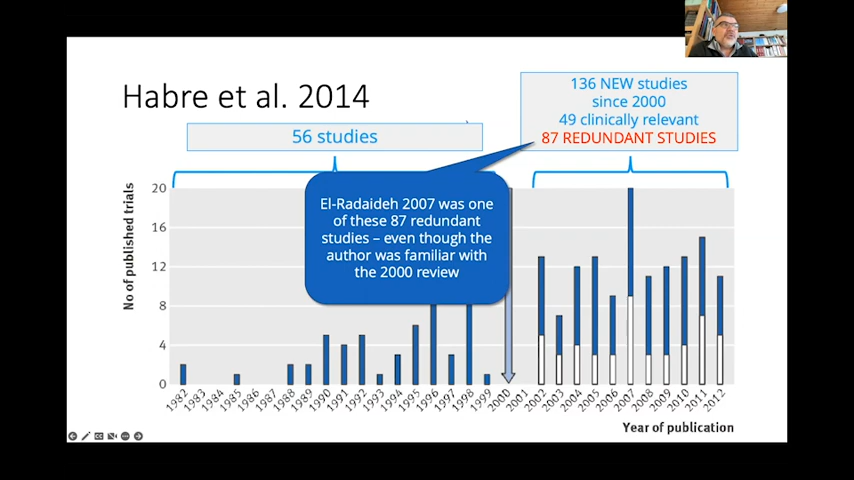 Habre et al. 2014
56 studies
136 NEW studies
since 2000
49 clinically relevant
87 REDUNDANT STUDIES
El-Radaideh 2007 was one
of these 87 redundant
studies – even though the
author was familiar with
the 2000 review
No of published trials
20
16
12
8
4
0
1982 1983 1984 1985 1986 1987 1988 1989 1990 1991 1992 1993 1994 1995 1996 1997 1998 1999 2000 2001 2002 2003 2004 2005 2006 2007 2008 2009 2010 2011 2012
Year of publication